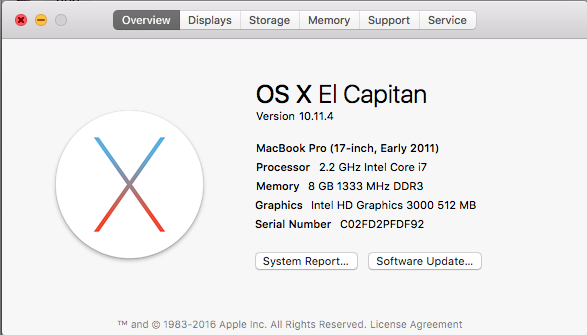 Overview Displays Storage Memory Support Service
OS X El Capitan
Version 10.11.4
MacBook Pro (17-inch, Early 2011)
Processor 2.2 GHz Intel Core i7
Memory 8 GB 1333 MHz DDR3
Graphics Intel HD Graphics 3000 512 MB
Serial Number C02FD2PFDF92
System Report... Software Update...
™ and © 1983-2016 Apple Inc. All Rights Reserved. License Agreement